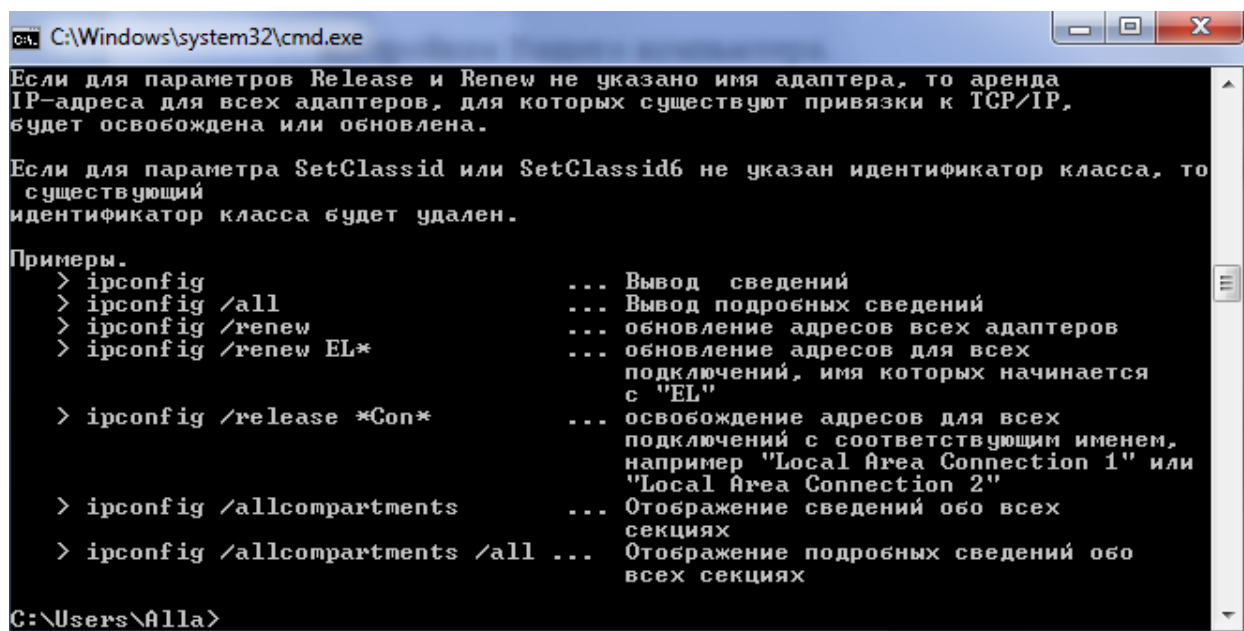 C:\Windows\system32\cmd.exe
Если для параметров Release и Renew не указано имя адаптера, то аренда
IP-адреса для всех адаптеров, для которых существуют привязки к TCP/IP,
будет освобождена или обновлена.
Если для параметра SetClassid или SetClassid6 не указан идентификатор класса, то
существующий
идентификатор класса будет удален.
Примеры.
> ipconfig ... Вывод сведений
> ipconfig /all ... Вывод подробных сведений
> ipconfig /renew ... обновление адресов всех адаптеров
> ipconfig /renew EL* ... обновление адресов для всех
подключений, имя которых начинается
с "EL"
> ipconfig /release *Con* ... освобождение адресов для всех
подключений с соответствующим именем,
например "Local Area Connection 1" или
"Local Area Connection 2"
> ipconfig /allcompartments ... Отображение сведений обо всех
секциях
> ipconfig /allcompartments /all ... Отображение подробных сведений обо
всех секциях
C:\Users\Alla>